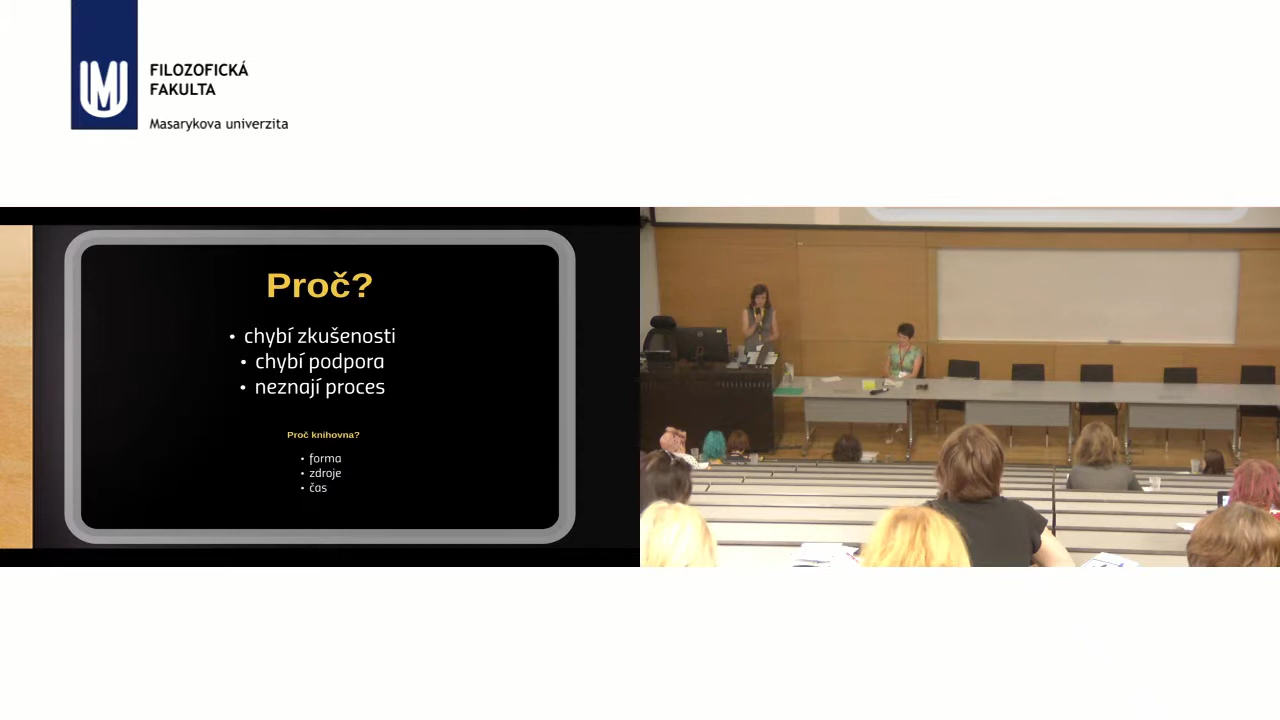 FILOZOFICKÁ
FAKULTA
Masarykova univerzita
Proč?
• chybí zkušenosti
• chybí podpora
• neznají proces
Proč knihovna?
• forma
• zdroje
• čas